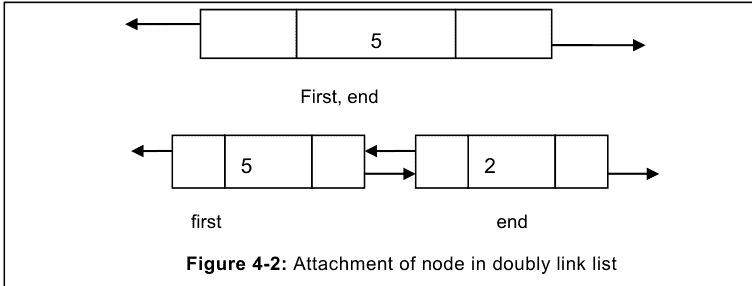 5
First, end
5 2
first end
Figure 4-2: Attachment of node in doubly link list